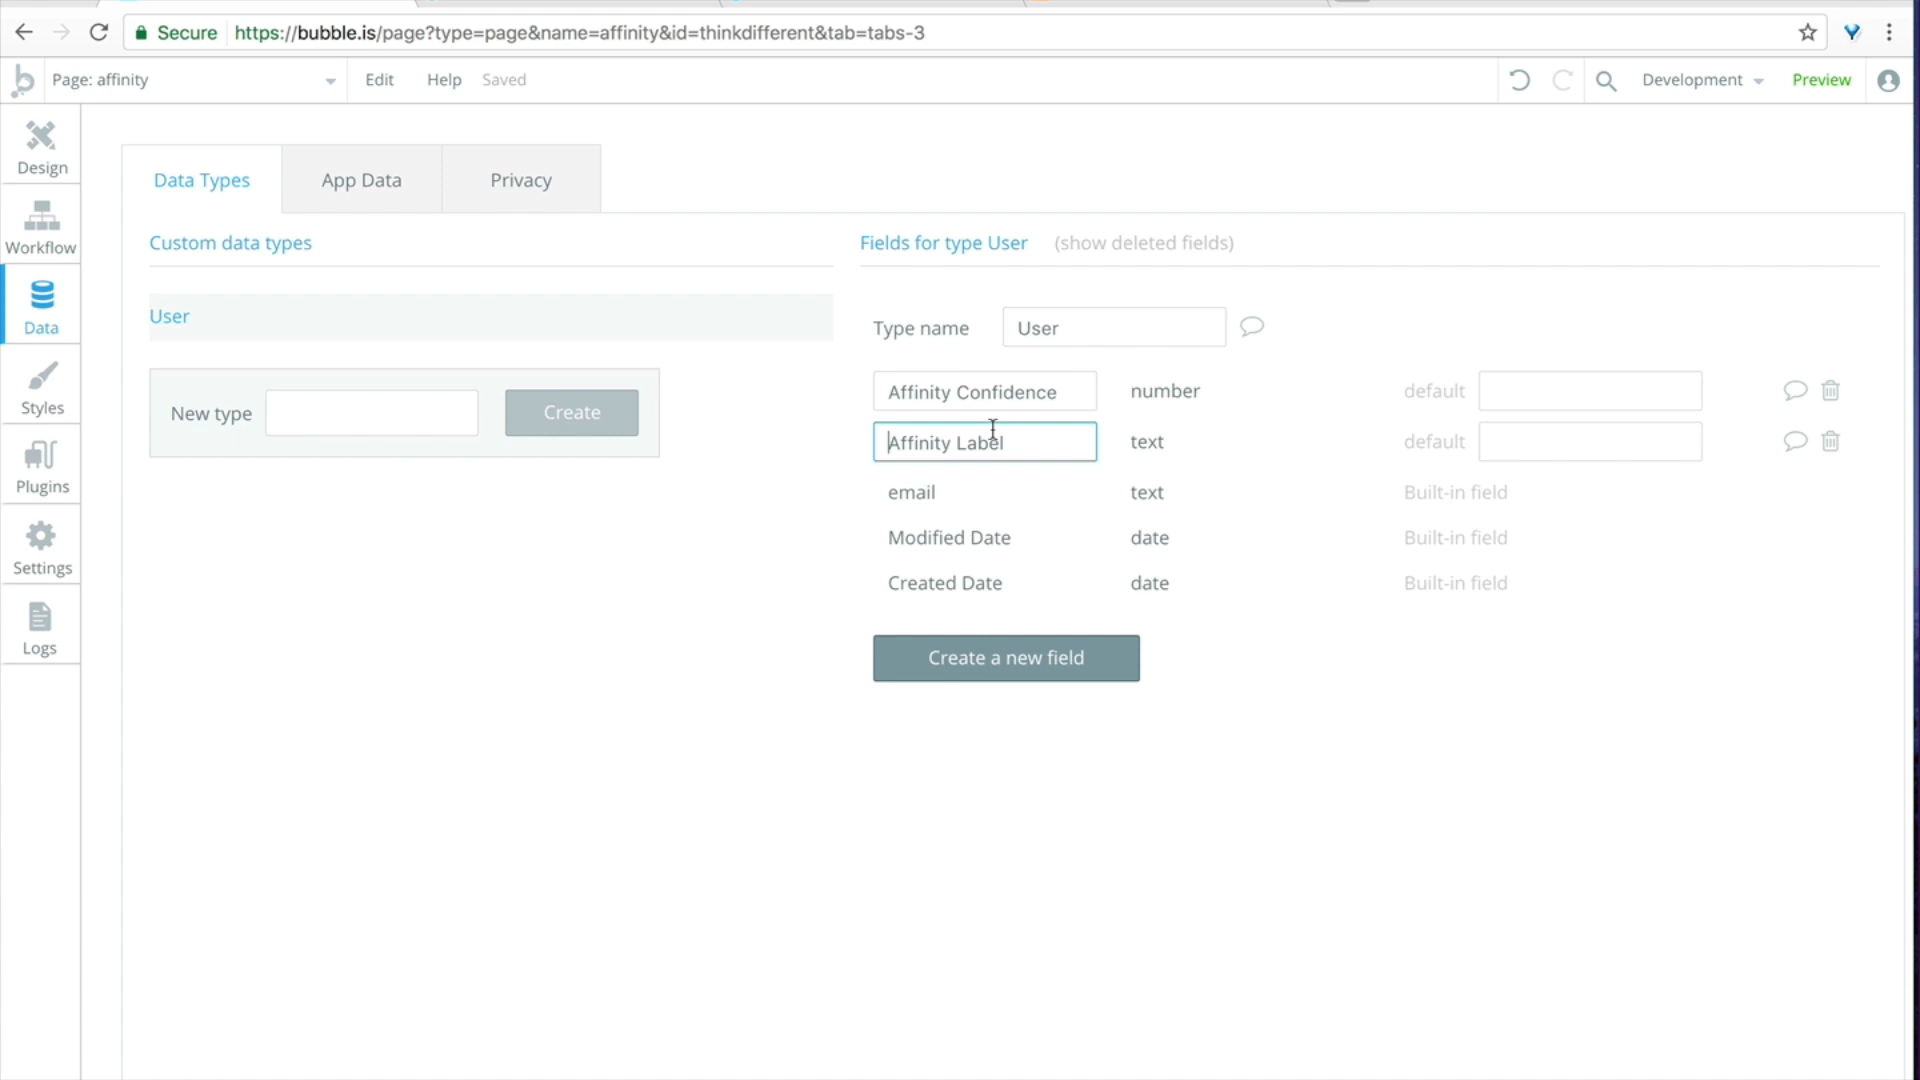 Secure https://bubble.is/page?type=page&name=affinity&id=thinkdifferent&tab=tabs-3
Page: affinity Edit Help Saved Development Preview
Design
Workflow
Data
Styles
Plugins
Settings
Logs
Data Types App Data Privacy
Custom data types
User
New type Create
Fields for type User (show deleted fields)
Type name User
Affinity Confidence number default
Affinity Label text default
email text Built-in field
Modified Date date Built-in field
Created Date date Built-in field
Create a new field